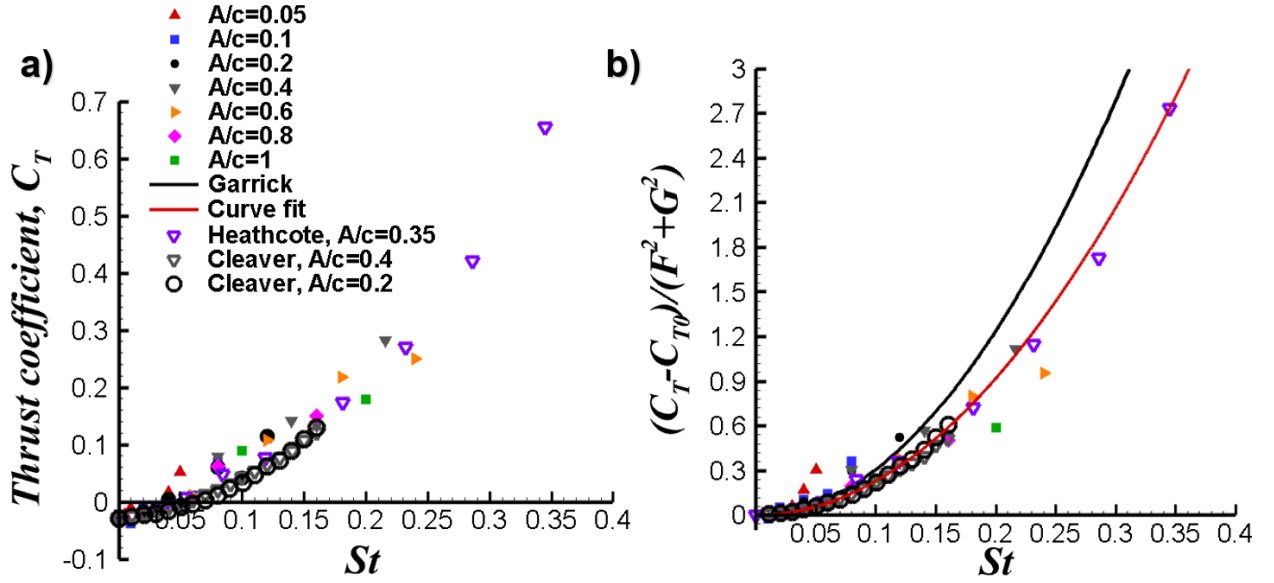 a)
A/c=0.05
A/c=0.1
A/c=0.2
A/c=0.4
A/c=0.6
A/c=0.8
A/c=1
Garrick
Curve fit
Heathcote, A/c=0.35
Cleaver, A/c=0.4
Cleaver, A/c=0.2
Thrust coefficient, C_T
0.7
0.6
0.5
0.4
0.3
0.2
0.1
0
-0.1
0.05
0.1
0.15
0.2
0.25
0.3
0.35
0.4
St
b)
(C_T-C_T0)/(F²+G²)
3
2.7
2.4
2.1
1.8
1.5
1.2
0.9
0.6
0.3
0
0.05
0.1
0.15
0.2
0.25
0.3
0.35
0.4
St